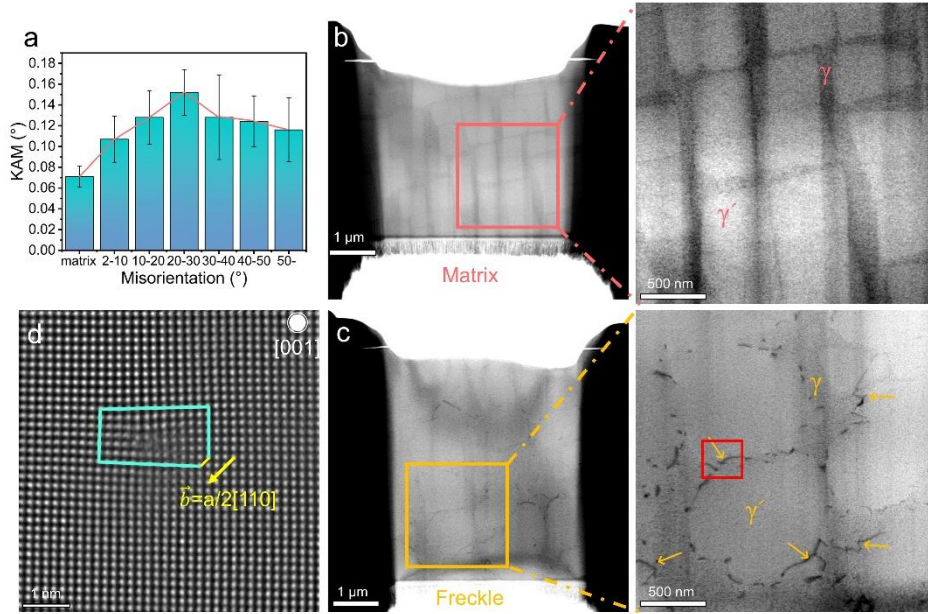 a
0.18
0.16
0.14
0.12
0.10
0.08
0.06
0.04
0.02
0.00
KAM (°)
matrix 2-10 10-20 20-30 30-40 40-50 50-
Misorientation (°)
b
1 µm
Matrix
γ
γ´
500 nm
d
[001]
b⃗=a/2[110]
1 nm
c
1 µm
Freckle
γ
γ´
500 nm